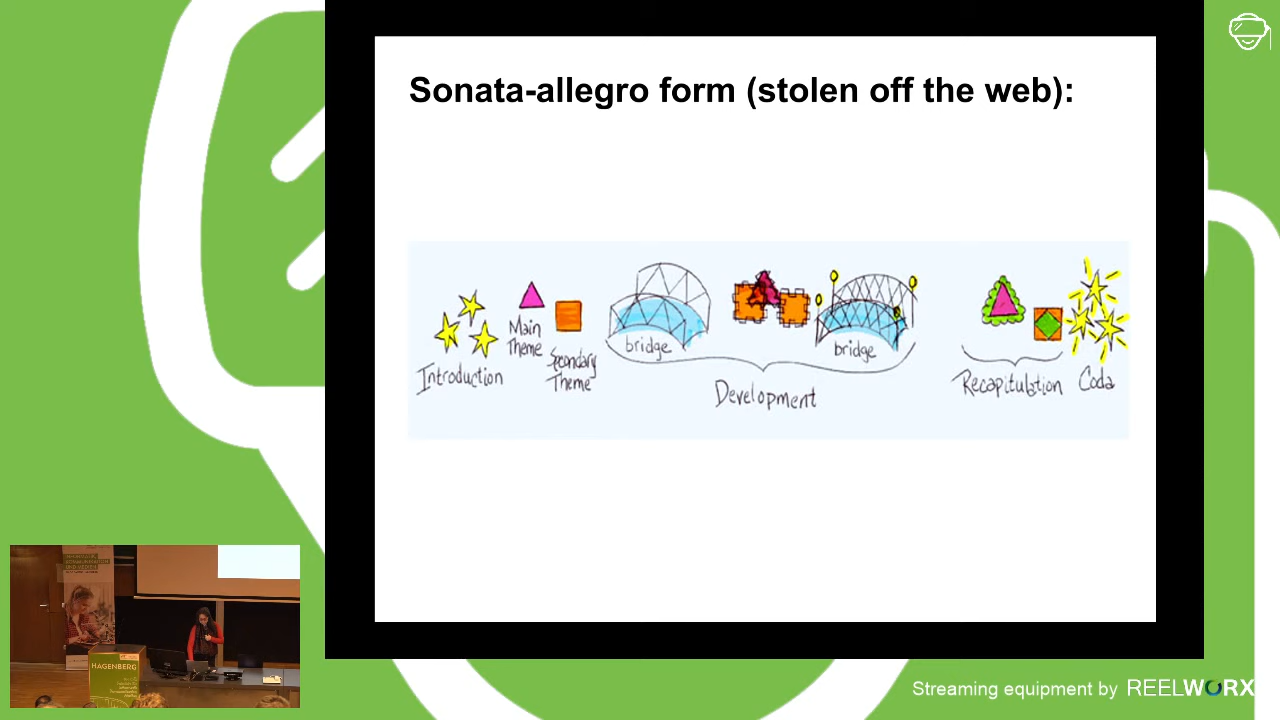 Sonata-allegro form (stolen off the web):
Introduction
Main
Theme
Secondary
Theme
bridge
bridge
Development
Recapitulation
Coda
HAGENBERG
Streaming equipment by REELWORX